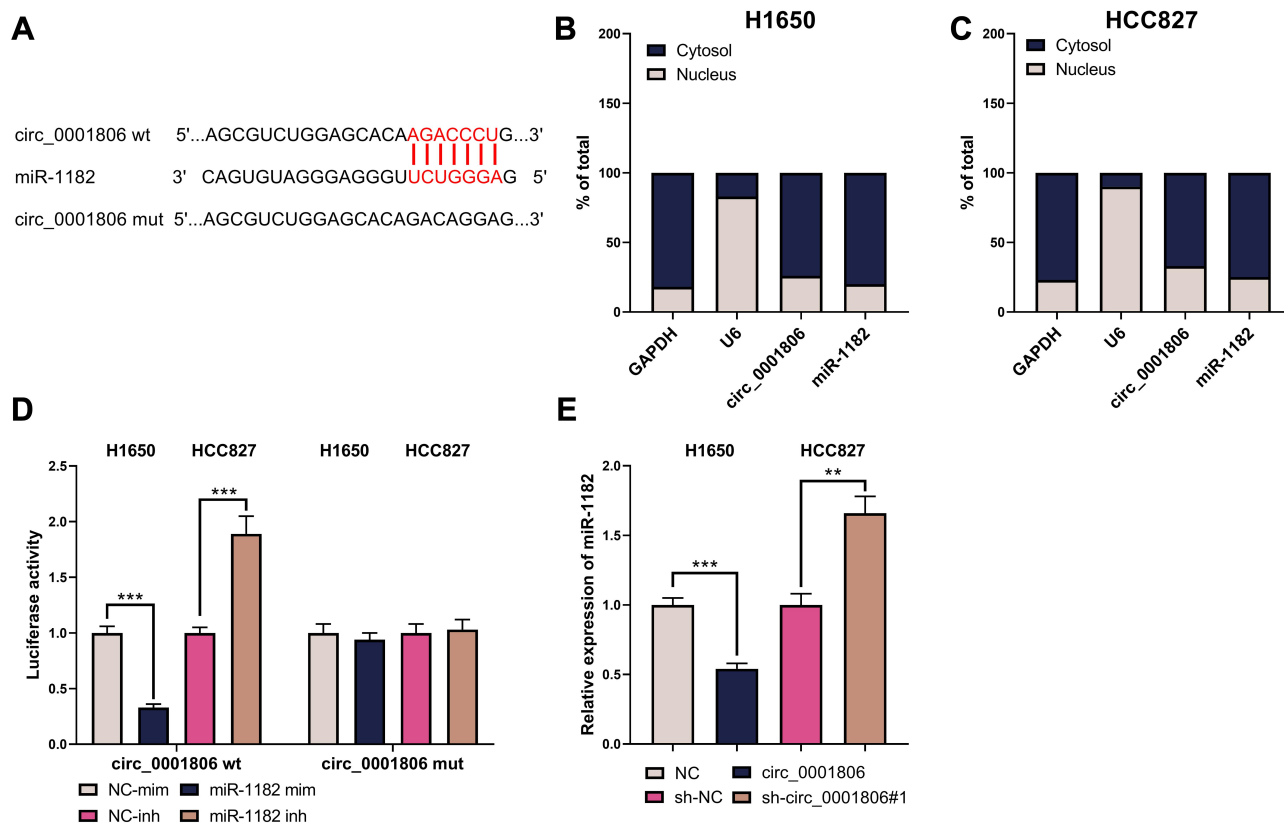 A
circ_0001806 wt 5'...AGCGUCUGGAGCACAAGACCCUG...3'
miR-1182 3' CAGUGUAGGGAGGGUUCUGGGAG 5'
circ_0001806 mut 5'...AGCGUCUGGAGCACAGACAGGAG...3'
B
H1650
Cytosol
Nucleus
% of total
200
150
100
50
0
GAPDH
U6
circ_0001806
miR-1182
C
HCC827
Cytosol
Nucleus
% of total
200
150
100
50
0
GAPDH
U6
circ_0001806
miR-1182
D
H1650 HCC827 H1650 HCC827
Luciferase activity
2.5
2.0
1.5
1.0
0.5
0.0
***
***
circ_0001806 wt circ_0001806 mut
NC-mim miR-1182 mim
NC-inh miR-1182 inh
E
H1650 HCC827
Relative expression of miR-1182
2.0
1.5
1.0
0.5
0.0
***
**
NC circ_0001806
sh-NC sh-circ_0001806#1